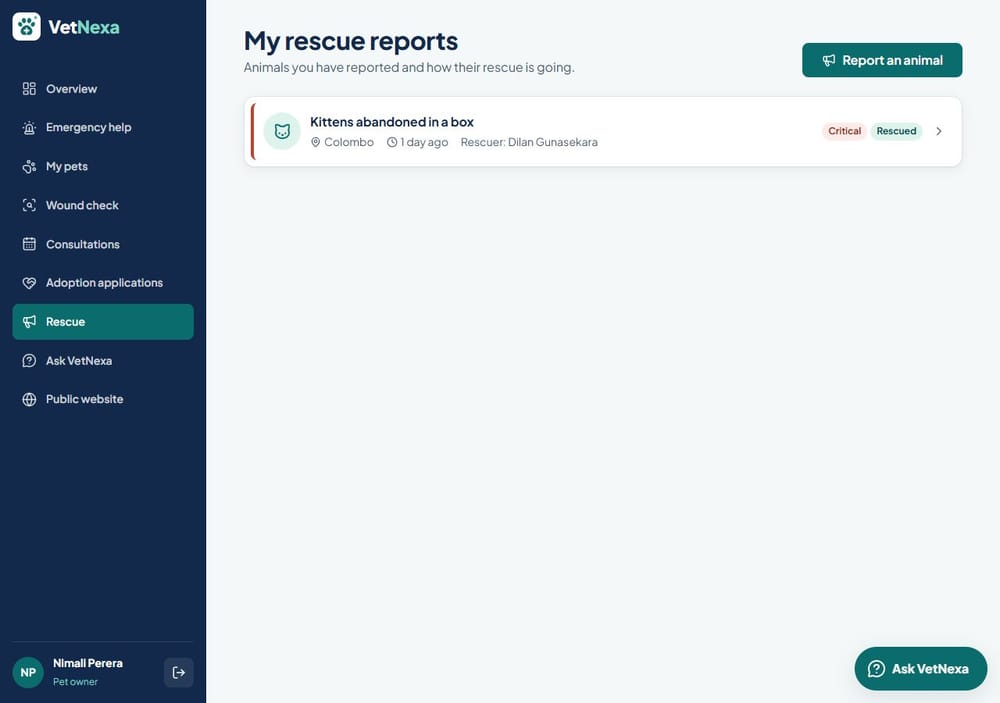 VetNexa
Overview
Emergency help
My pets
Wound check
Consultations
Adoption applications
Rescue
Ask VetNexa
Public website
NP
Nimali Perera
Pet owner
My rescue reports
Animals you have reported and how their rescue is going.
Report an animal
Kittens abandoned in a box
Colombo 1 day ago Rescuer: Dilan Gunasekara
Critical Rescued
Ask VetNexa